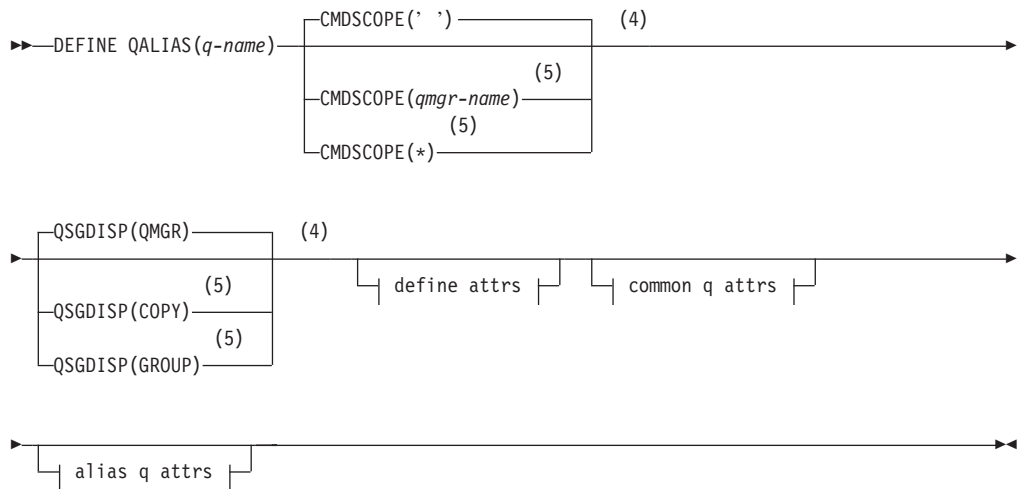 CMDSCOPE(' ') (4)
DEFINE QALIAS(q-name)
(5)
CMDSCOPE(qmgr-name)
(5)
CMDSCOPE(*)
QSGDISP(QMGR) (4)
define attrs common q attrs
(5)
QSGDISP(COPY)
(5)
QSGDISP(GROUP)
alias q attrs